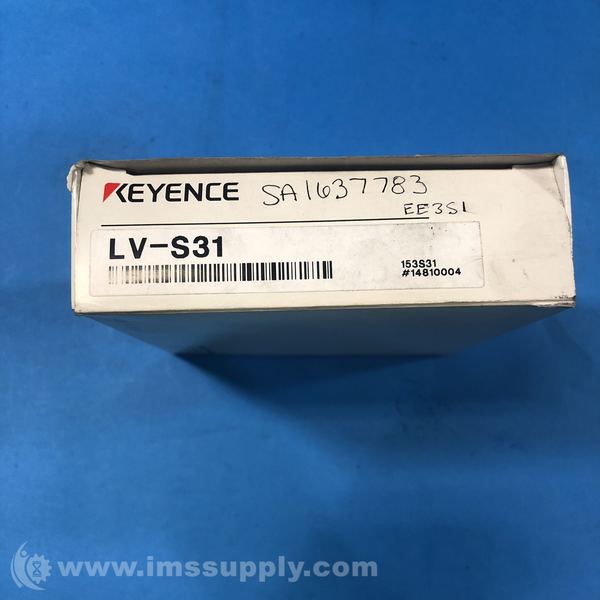 KEYENCE SA1637783
EE3S1
LV-S31
153S31
#14810004
www.imssupply.com